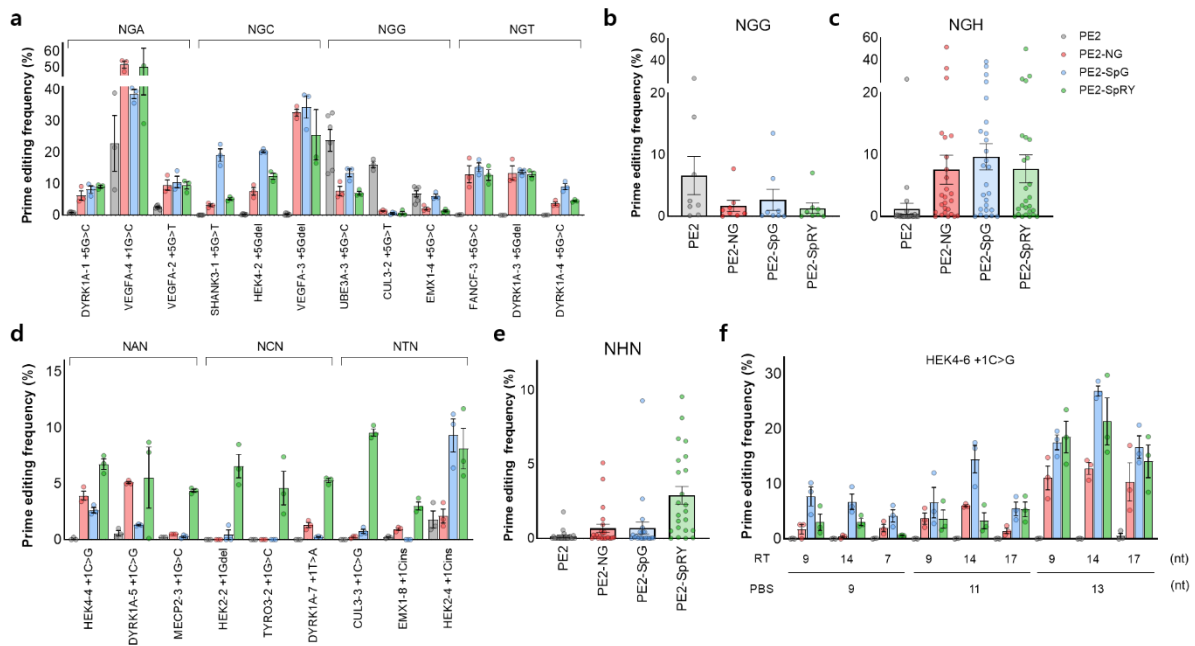 a
NGA NGC NGG NGT
Prime editing frequency (%)
60
50
40
30
20
10
0
DYRK1A-1 +5G>C
VEGFA-4 +1G>C
VEGFA-2 +5G>T
SHANK3-1 +5G>T
HEK4-2 +5Gdel
VEGFA-3 +5Gdel
UBE3A-3 +5G>C
CUL3-2 +5G>T
EMX1-4 +5G>C
FANCF-3 +5G>C
DYRK1A-3 +5Gdel
DYRK1A-4 +5G>C
b
NGG
Prime editing frequency (%)
60
40
20
20
10
0
PE2
PE2-NG
PE2-SpG
PE2-SpRY
c
NGH
Prime editing frequency (%)
60
40
20
20
10
0
PE2
PE2-NG
PE2-SpG
PE2-SpRY
PE2
PE2-NG
PE2-SpG
PE2-SpRY
d
NAN NCN NTN
Prime editing frequency (%)
15
10
5
0
HEK4-4 +1C>G
DYRK1A-5 +1C>G
MECP2-3 +1G>C
HEK2-2 +1Gdel
TYRO3-2 +1G>C
DYRK1A-7 +1T>A
CUL3-3 +1C>G
EMX1-8 +1Cins
HEK2-4 +1Cins
e
NHN
Prime editing frequency (%)
10
5
0
PE2
PE2-NG
PE2-SpG
PE2-SpRY
f
HEK4-6 +1C>G
Prime editing frequency (%)
40
30
20
10
0
RT 9 14 7 9 14 17 9 14 17 (nt)
PBS 9 11 13 (nt)